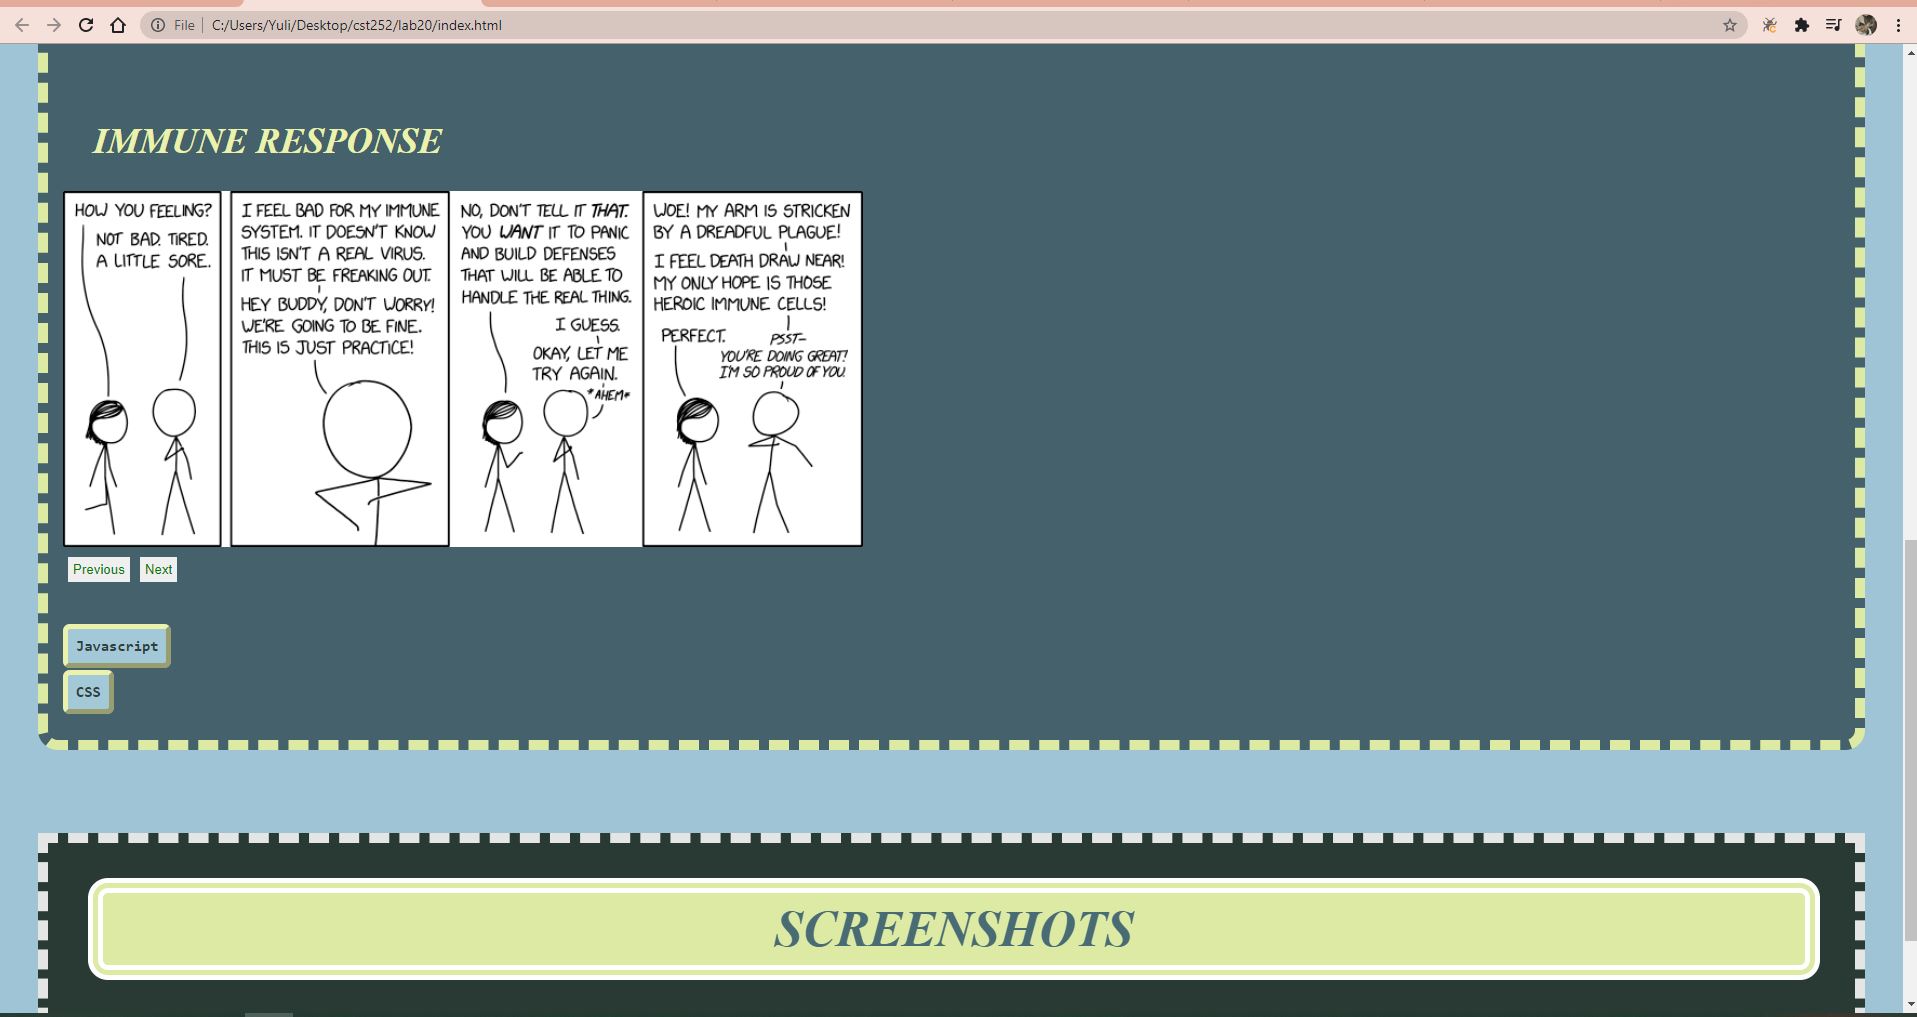 File
C:/Users/Yuli/Desktop/cst252/lab20/index.html
IMMUNE RESPONSE
HOW YOU FEELING?
NOT BAD. TIRED.
A LITTLE SORE.
I FEEL BAD FOR MY IMMUNE
SYSTEM. IT DOESN'T KNOW
THIS ISN'T A REAL VIRUS.
IT MUST BE FREAKING OUT.
HEY BUDDY, DON'T WORRY!
WE'RE GOING TO BE FINE.
THIS IS JUST PRACTICE!
NO, DON'T TELL IT THAT.
YOU WANT IT TO PANIC
AND BUILD DEFENSES
THAT WILL BE ABLE TO
HANDLE THE REAL THING.
I GUESS.
OKAY, LET ME
TRY AGAIN.
*AHEM*
WOE! MY ARM IS STRICKEN
BY A DREADFUL PLAGUE!
I FEEL DEATH DRAW NEAR!
MY ONLY HOPE IS THOSE
HEROIC IMMUNE CELLS!
PERFECT.
PSST—
YOU'RE DOING GREAT!
I'M SO PROUD OF YOU.
Previous
Next
Javascript
CSS
SCREENSHOTS